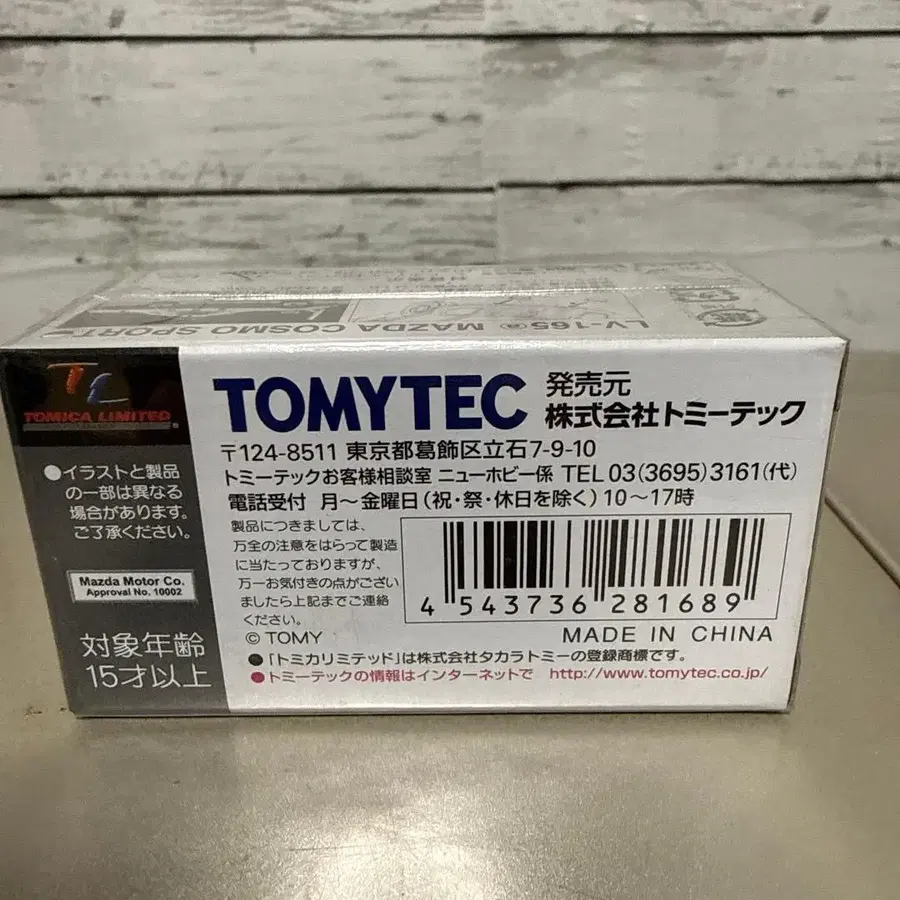 LV-165ⓐ MAZDA COSMO SPORT
TL
TOMICA LIMITED
●イラストと製品
の一部は異なる
場合があります。
ご了承ください。
Mazda Motor Co.
Approval No. 10002
対象年齢
15才以上
TOMYTEC
発売元
株式会社トミーテック
〒124-8511 東京都葛飾区立石7-9-10
トミーテックお客様相談室 ニューホビー係 TEL 03(3695)3161(代)
電話受付 月～金曜日(祝・祭・休日を除く)10～17時
製品につきましては、
万全の注意をはらって製造
に当たっておりますが、
万一お気付きの点がござい
ましたら上記までご連絡
ください。
© TOMY
4 543736 281689
MADE IN CHINA
●「トミカリミテッド」は株式会社タカラトミーの登録商標です。
●トミーテックの情報はインターネットで http://www.tomytec.co.jp/